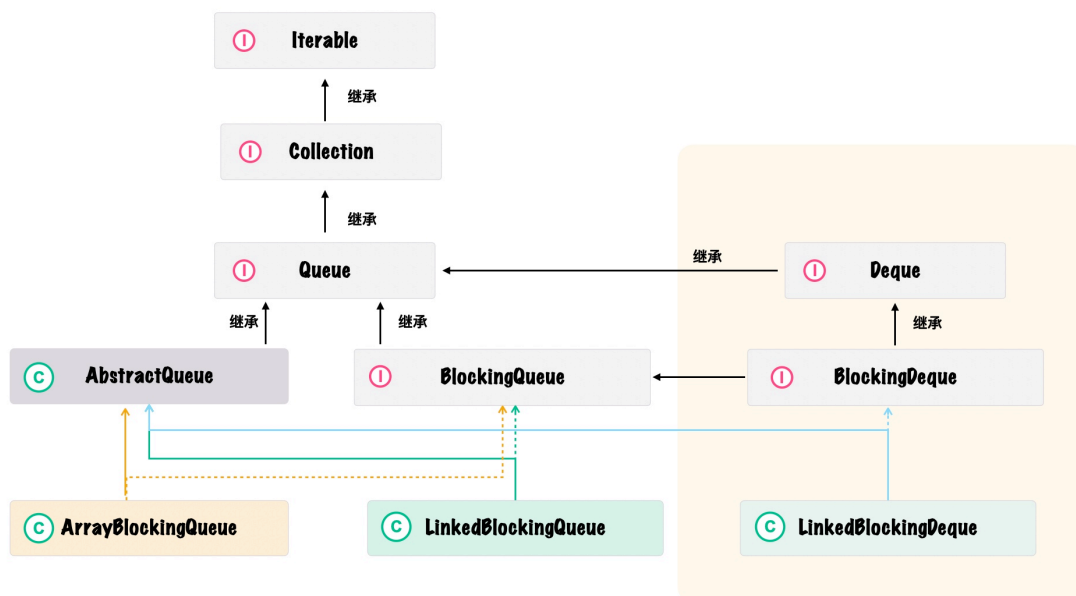 I Iterable
继承
I Collection
继承
I Queue
继承
I Deque
继承
继承
继承
C AbstractQueue
I BlockingQueue
I BlockingDeque
C ArrayBlockingQueue
C LinkedBlockingQueue
C LinkedBlockingDeque